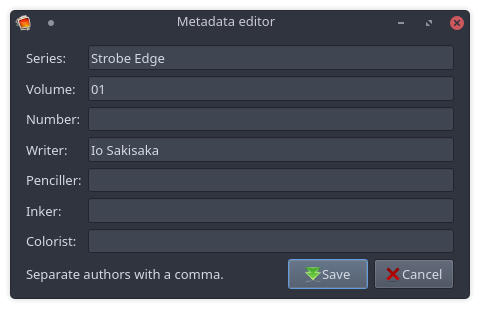 Metadata editor
Series: Strobe Edge
Volume: 01
Number:
Writer: Io Sakisaka
Penciller:
Inker:
Colorist:
Separate authors with a comma. Save Cancel